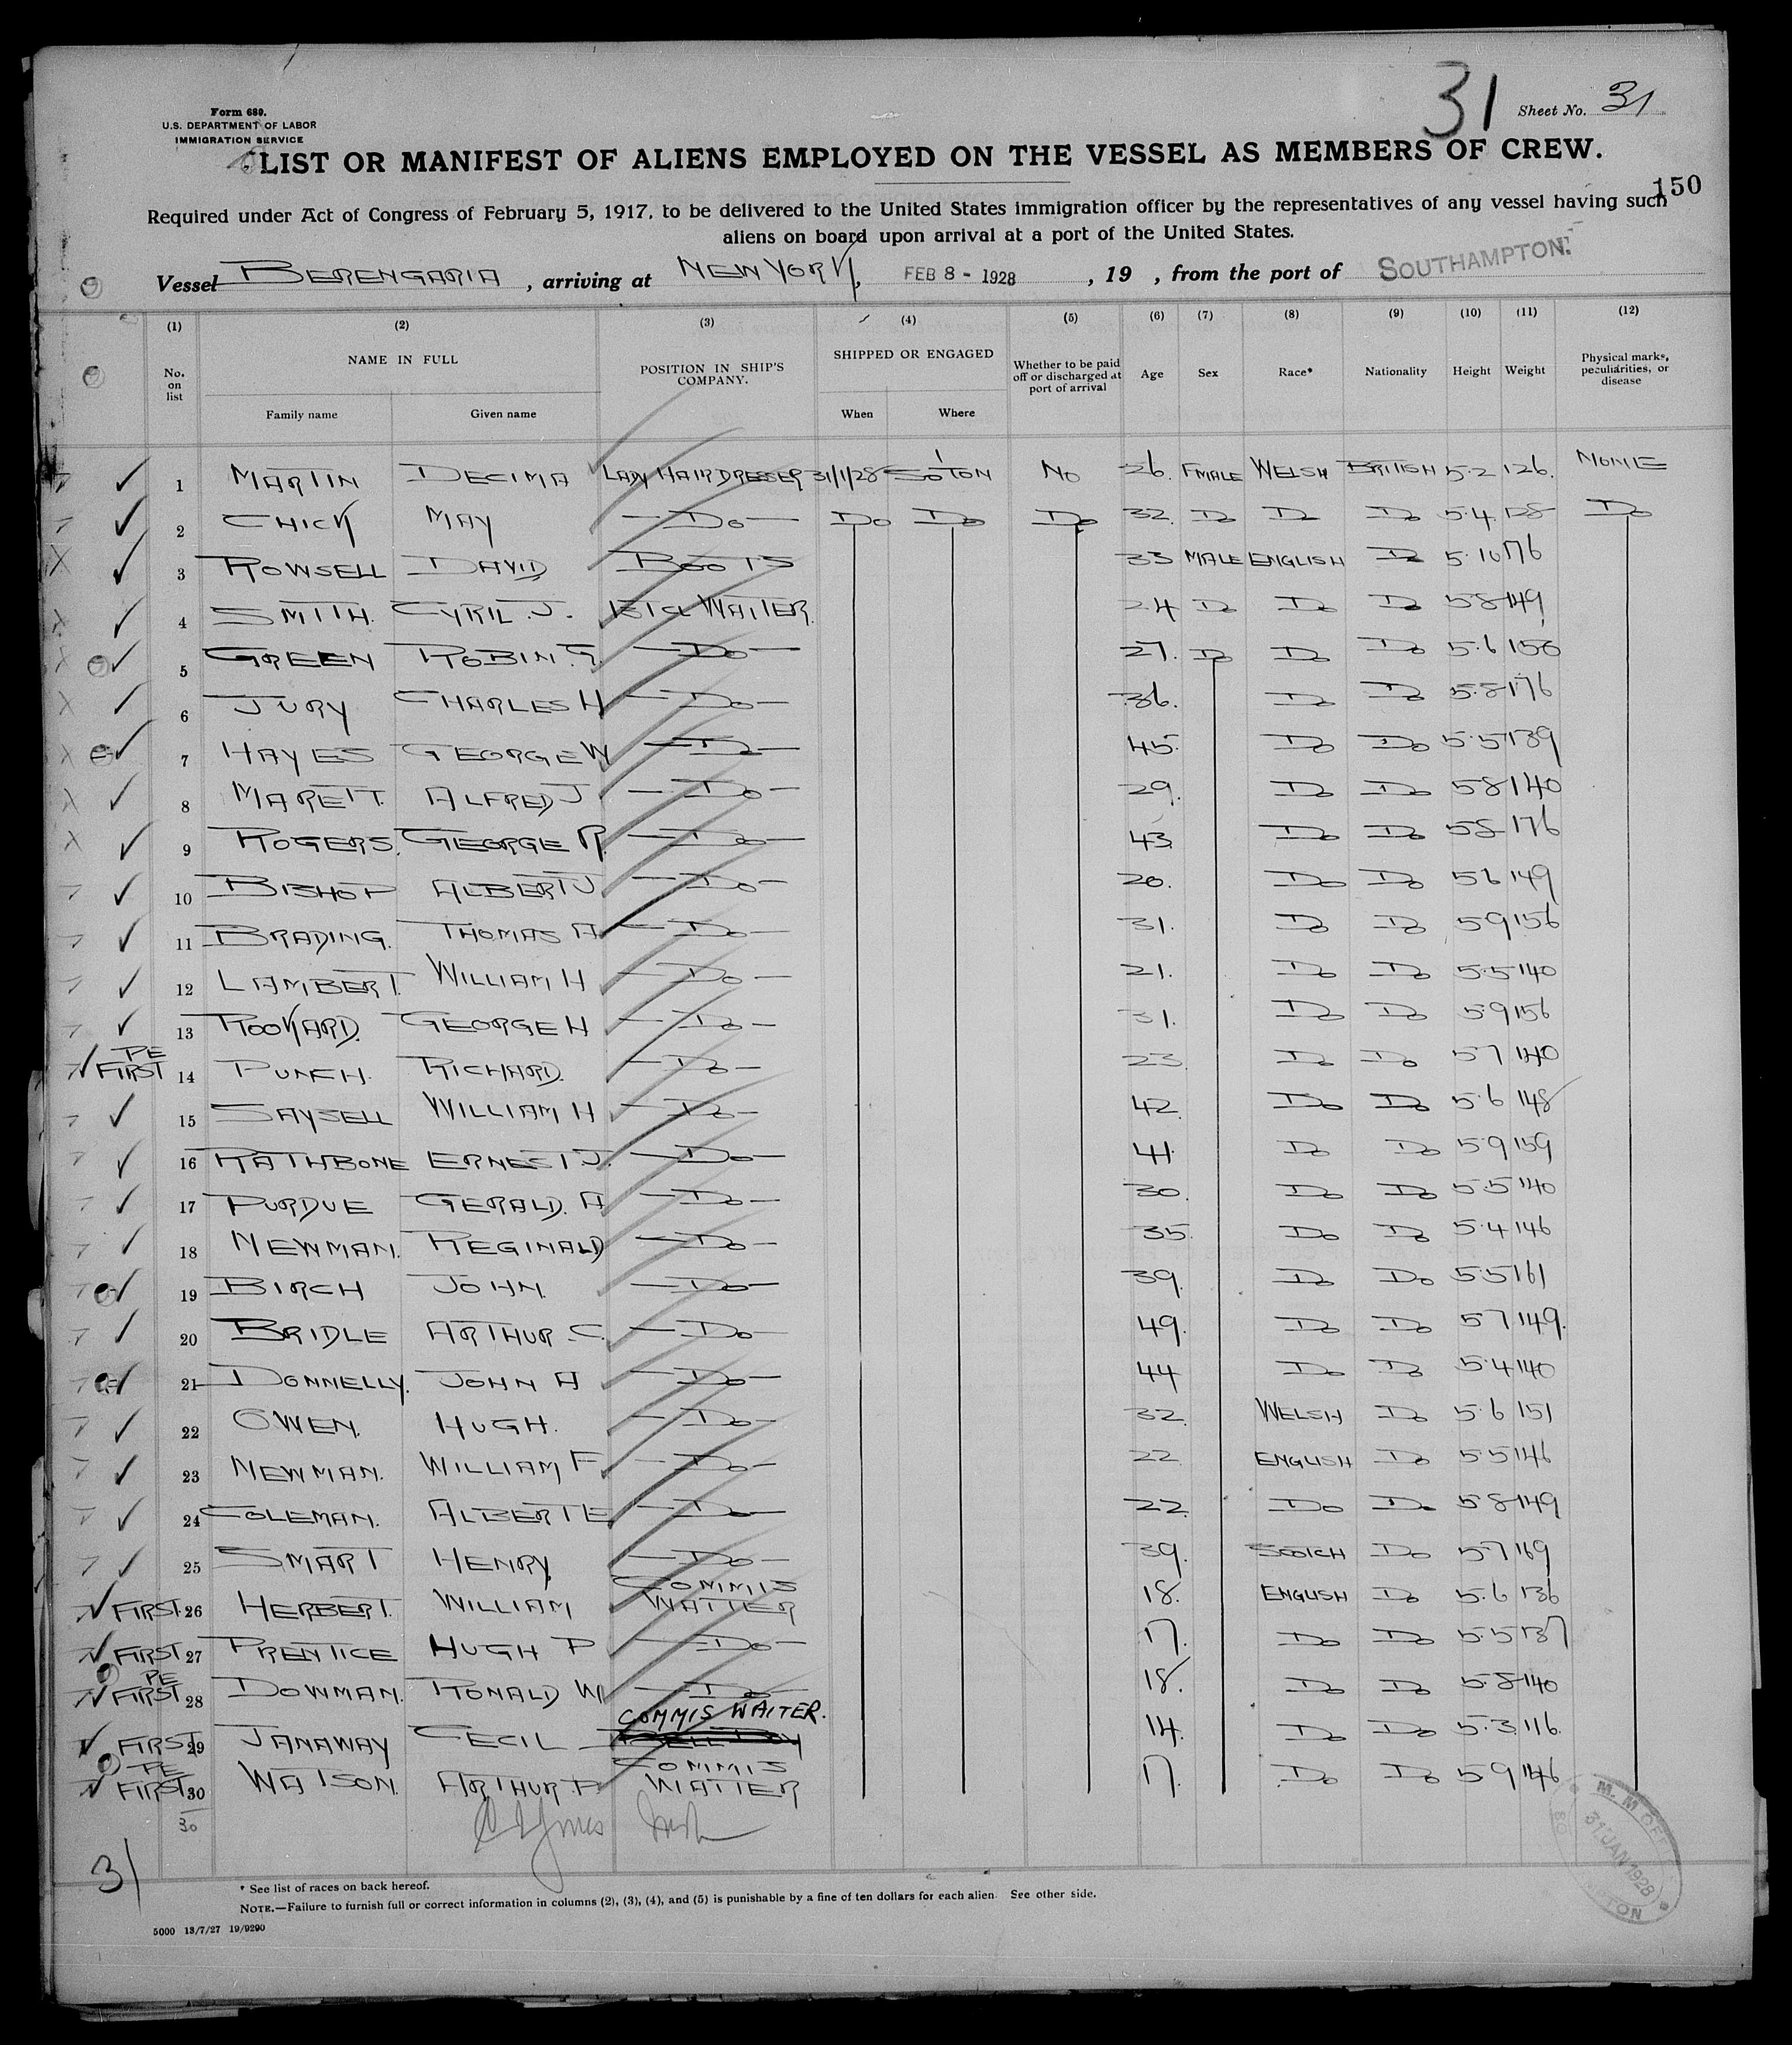 31
Sheet No. 31
Form 689.
U.S. DEPARTMENT OF LABOR
IMMIGRATION SERVICE
LIST OR MANIFEST OF ALIENS EMPLOYED ON THE VESSEL AS MEMBERS OF CREW.
150
Required under Act of Congress of February 5, 1917, to be delivered to the United States immigration officer by the representatives of any vessel having such
aliens on board upon arrival at a port of the United States.
Vessel BERENGARIA, arriving at NEW YORK, FEB 8 - 1928, 19 , from the port of SOUTHAMPTON.
(1) (2) (3) (4) (5) (6) (7) (8) (9) (10) (11) (12)
No. on list NAME IN FULL POSITION IN SHIP'S COMPANY. SHIPPED OR ENGAGED Whether to be paid off or discharged at port of arrival Age Sex Race* Nationality Height Weight Physical marks, peculiarities, or disease
Family name Given name When Where
1 MARTIN DECIMA LADY HAIRDRESSER 31/1/28 SO'TON NO 26. FMALE WELSH BRITISH 5.2 126. NONE
2 CHICK MAY — Do — Do Do Do 32. Do Do Do 5.4. 128 Do
3 ROWSELL DAVID BOOTS 33 MALE ENGLISH Do 5.10 176
4 SMITH. CYRIL. J. 1ST CL WAITER. 24 Do Do Do 5 8 149
5 GREEN ROBIN. G. — Do — 27. Do Do Do 5.6 150
6 JURY CHARLES H — Do — 36. Do Do 5.8 176
7 HAYES GEORGE W — Do — 45. Do Do 5.5 139
8 MARETT. ALFRED J — Do — 29. Do Do 5 8 140
9 ROGERS. GEORGE R. — Do — 43 Do Do 5 8 176
10 BISHOP ALBERT J — Do — 20. Do Do 5 6 149
11 BRADING. THOMAS A — Do — 31. Do Do 5 9 156
12 LAMBERT. WILLIAM H — Do — 21. Do Do 5.5 140
13 ROOKARD. GEORGE H — Do — 31. Do Do 5 9 156
PE
FIRST 14 PUNCH. RICHARD. — Do — 23. Do Do 5 7 140
15 SAYSELL WILLIAM H — Do — 42. Do Do 5.6 148
16 RATHBONE ERNEST J. — Do — 41. Do Do 5 9 159
17 PURDUE GERALD. A — Do — 30. Do Do 5.5 140
18 NEWMAN. REGINALD — Do — 35. Do Do 5.4 146
19 BIRCH JOHN. — Do — 39. Do Do 5.5 161
20 BRIDLE ARTHUR. C. — Do — 49. Do Do 5 7 149.
21 DONNELLY. JOHN A — Do — 44 Do Do 5.4 140
22 OWEN. HUGH. — Do — 32. WELSH Do 5.6 151
23 NEWMAN. WILLIAM F. — Do — 22 ENGLISH Do 5.5 146
24 COLEMAN. ALBERT E — Do — 22 Do Do 5.8 149
25 SMART HENRY. — Do — 39. SCOTCH Do 5.7 169
FIRST. 26 HERBERT. WILLIAM COMMIS WAITER 18. ENGLISH Do 5.6 136
FIRST 27 PRENTICE HUGH P — Do — 17. Do Do 5.5 137
PE
FIRST 28 DOWMAN. RONALD W — Do — 18. Do Do 5.8 140
FIRST 29 JANAWAY CECIL COMMIS WAITER. 14. Do Do 5.3 116.
PE
FIRST 30 WATSON. ARTHUR P COMMIS WAITER 17. Do Do 5 9 146
30
31
* See list of races on back hereof.
NOTE.—Failure to furnish full or correct information in columns (2), (3), (4), and (5) is punishable by a fine of ten dollars for each alien. See other side.
5000 13/7/27 19/9290
31 JAN 1928